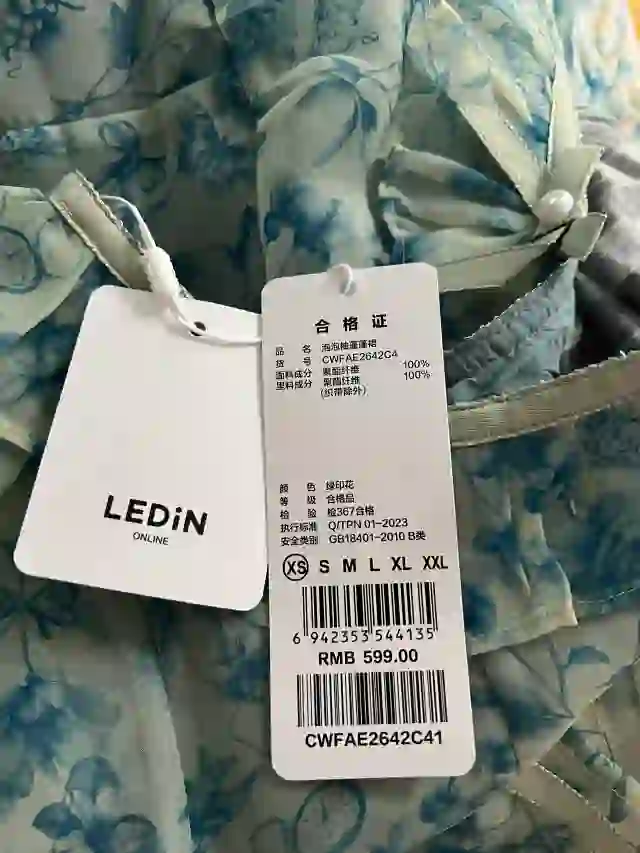 LEDiN
ONLINE
合格证
品 名 泡泡袖蓬蓬裙
货 号 CWFAE2642C4
面料成分 聚酯纤维 100%
里料成分 聚酯纤维 100%
(织带除外)
颜 色 绿印花
等 级 合格品
检 验 检367合格
执行标准 Q/TPN 01-2023
安全类别 GB18401-2010 B类
XS S M L XL XXL
6 942353 544135
RMB 599.00
CWFAE2642C41